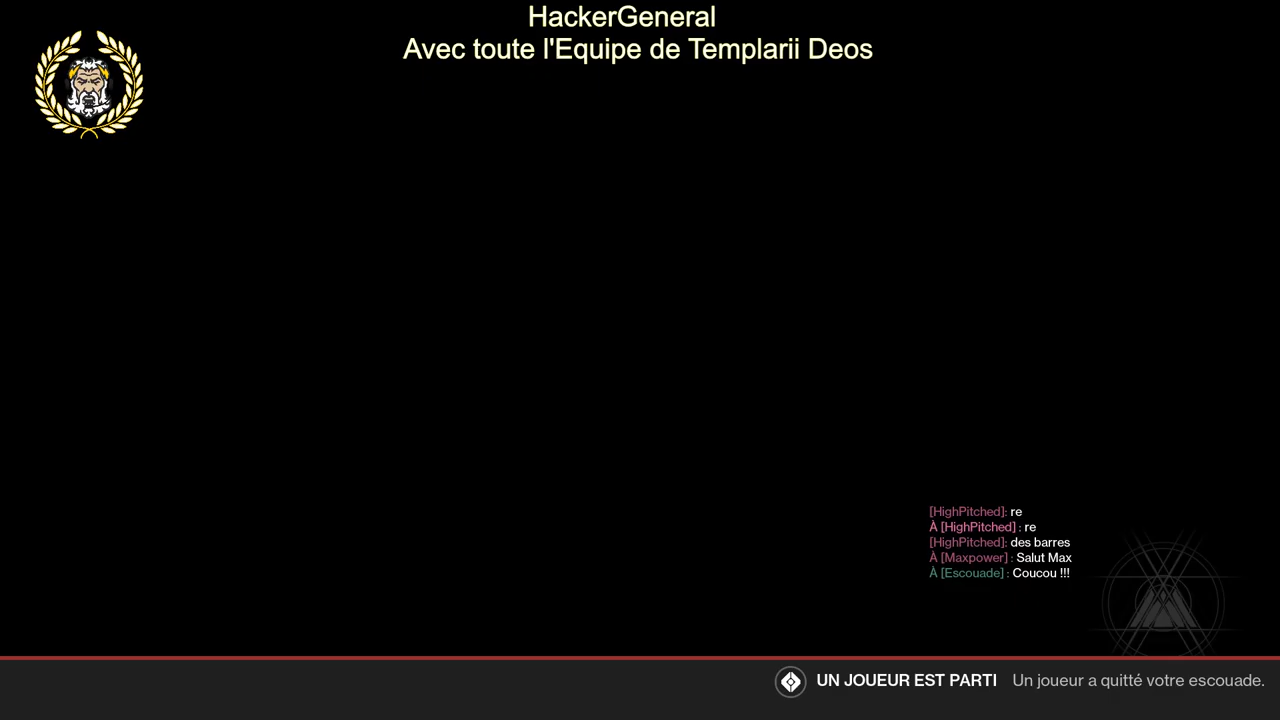 HackerGeneral
Avec toute l'Equipe de Templarii Deos
[HighPitched]: re
À [HighPitched] : re
[HighPitched]: des barres
À [Maxpower] : Salut Max
À [Escouade] : Coucou !!!
UN JOUEUR EST PARTI Un joueur a quitté votre escouade.